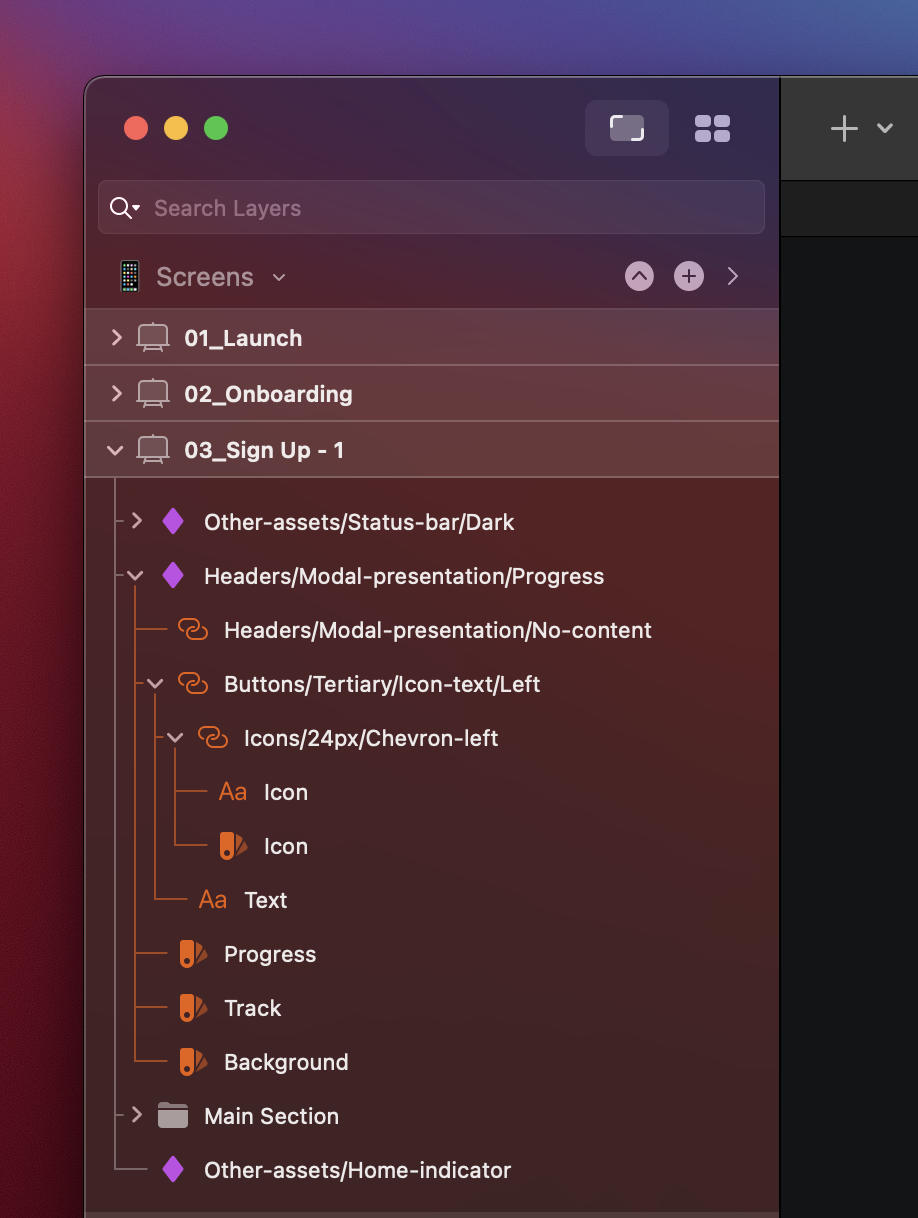 Search Layers
Screens
01_Launch
02_Onboarding
03_Sign Up - 1
Other-assets/Status-bar/Dark
Headers/Modal-presentation/Progress
Headers/Modal-presentation/No-content
Buttons/Tertiary/Icon-text/Left
Icons/24px/Chevron-left
Aa Icon
Icon
Aa Text
Progress
Track
Background
Main Section
Other-assets/Home-indicator